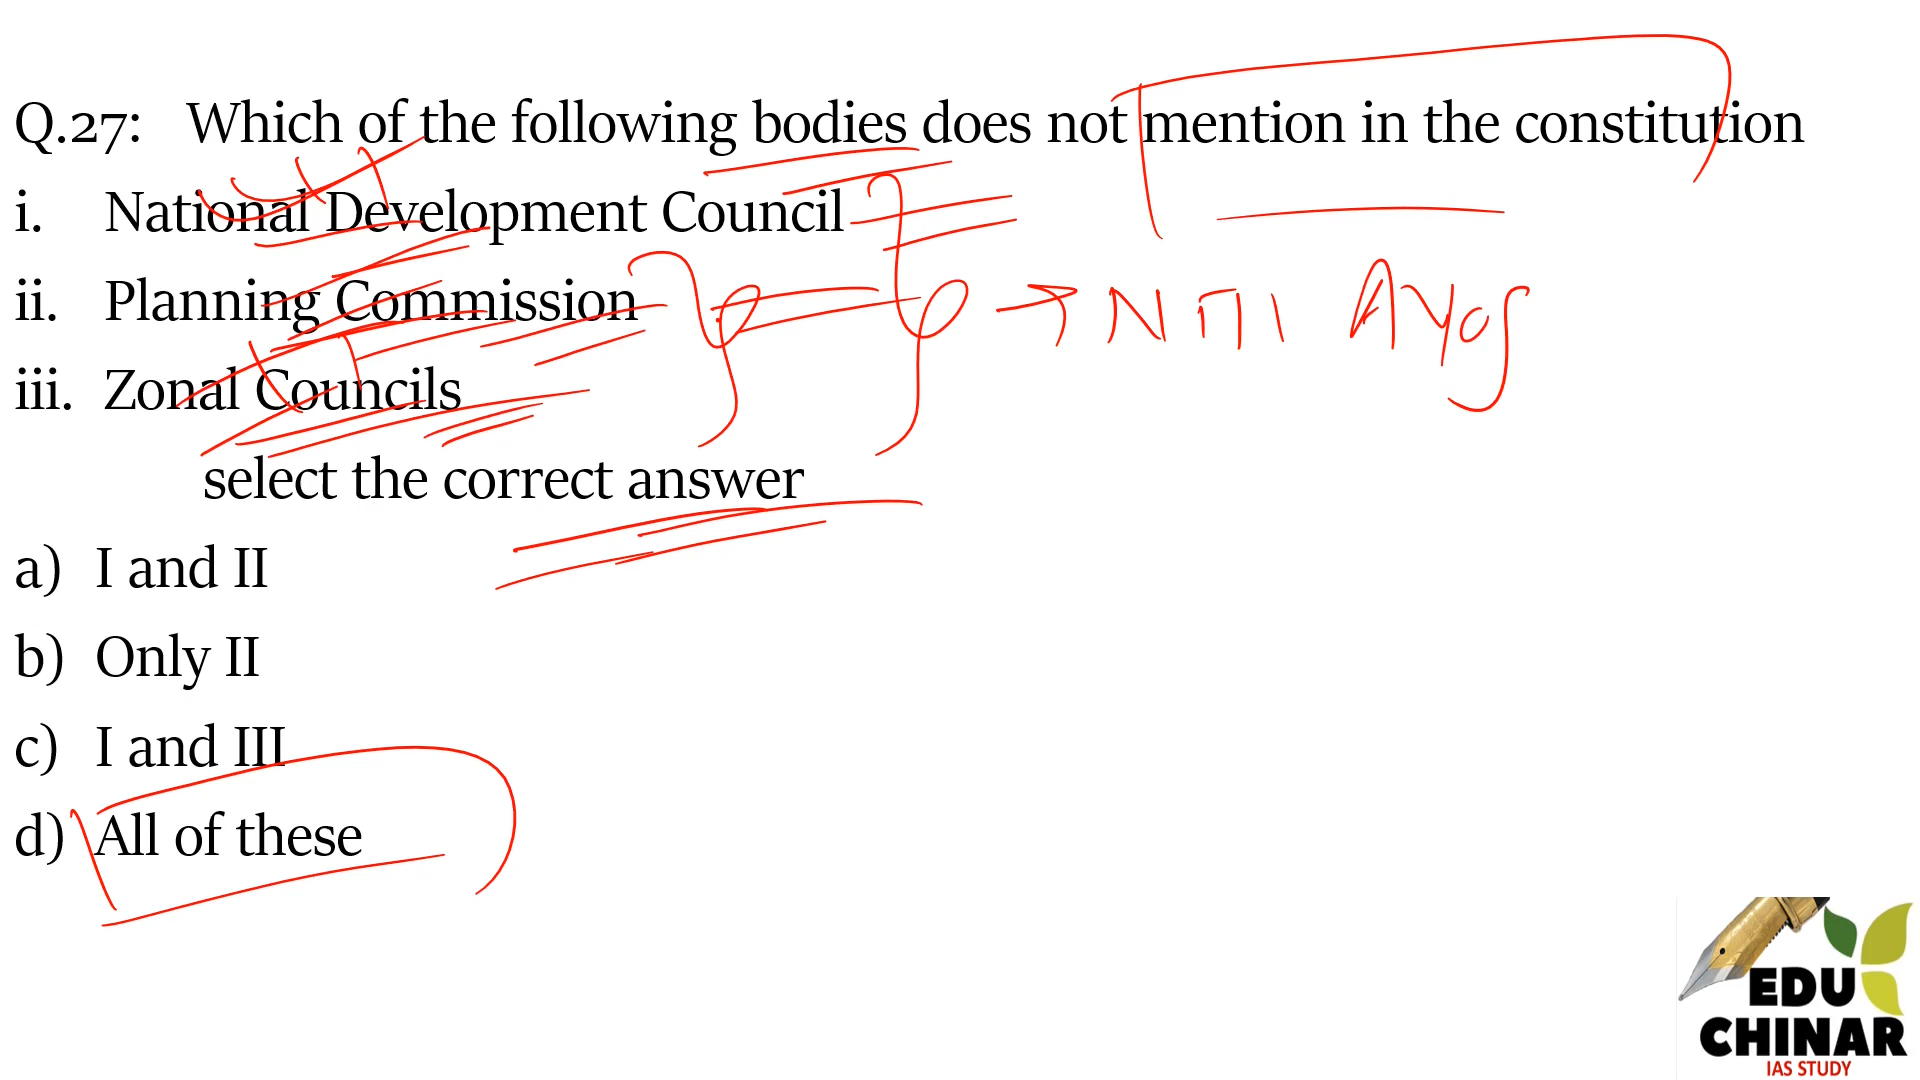 Q.27: Which of the following bodies does not mention in the constitution
i. National Development Council
ii. Planning Commission
→ NITI Ayog
iii. Zonal Councils
select the correct answer
a) I and II
b) Only II
c) I and III
d) All of these
EDU
CHINAR
IAS STUDY